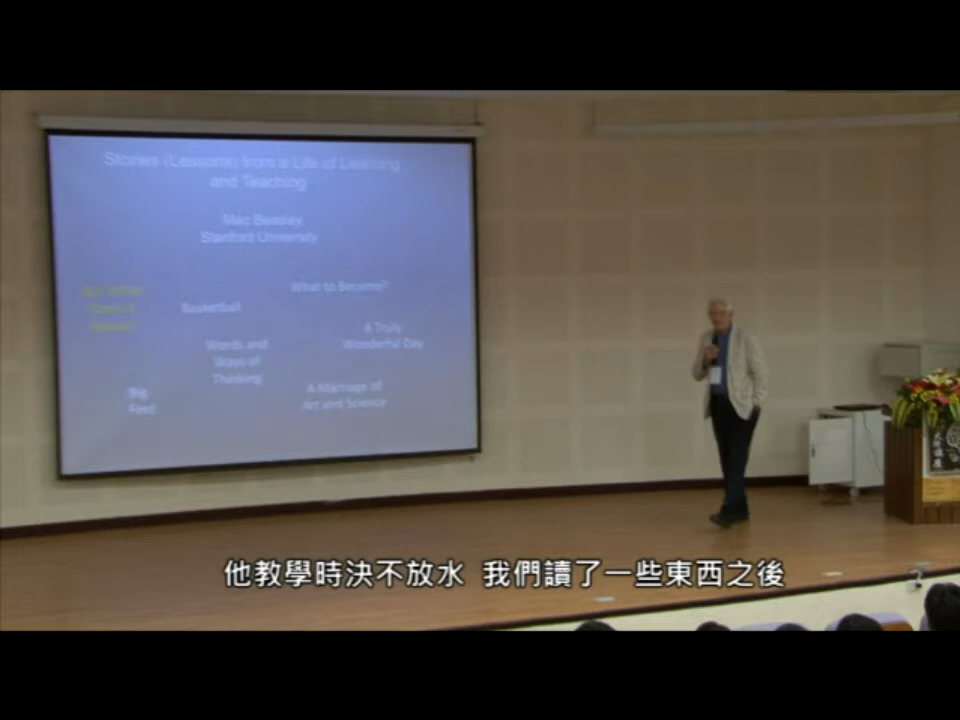 Stories (Lessons) from a Life of Learning
and Teaching
Mac Beasley
Stanford University
What to Become?
Basketball
A Truly
Wonderful Day
Words and
Ways of
Thinking
Big
Feet
A Marriage of
Art and Science
他教學時決不放水 我們讀了一些東西之後